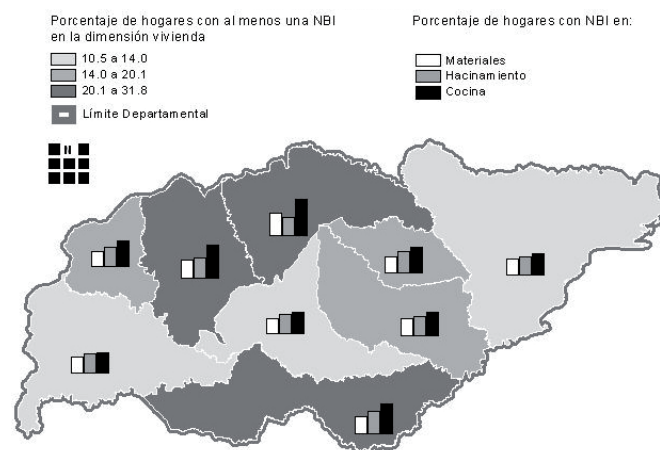 Porcentaje de hogares con al menos una NBI
en la dimensión vivienda
10.5 a 14.0
14.0 a 20.1
20.1 a 31.8
Límite Departamental
Porcentaje de hogares con NBI en:
Materiales
Hacinamiento
Cocina